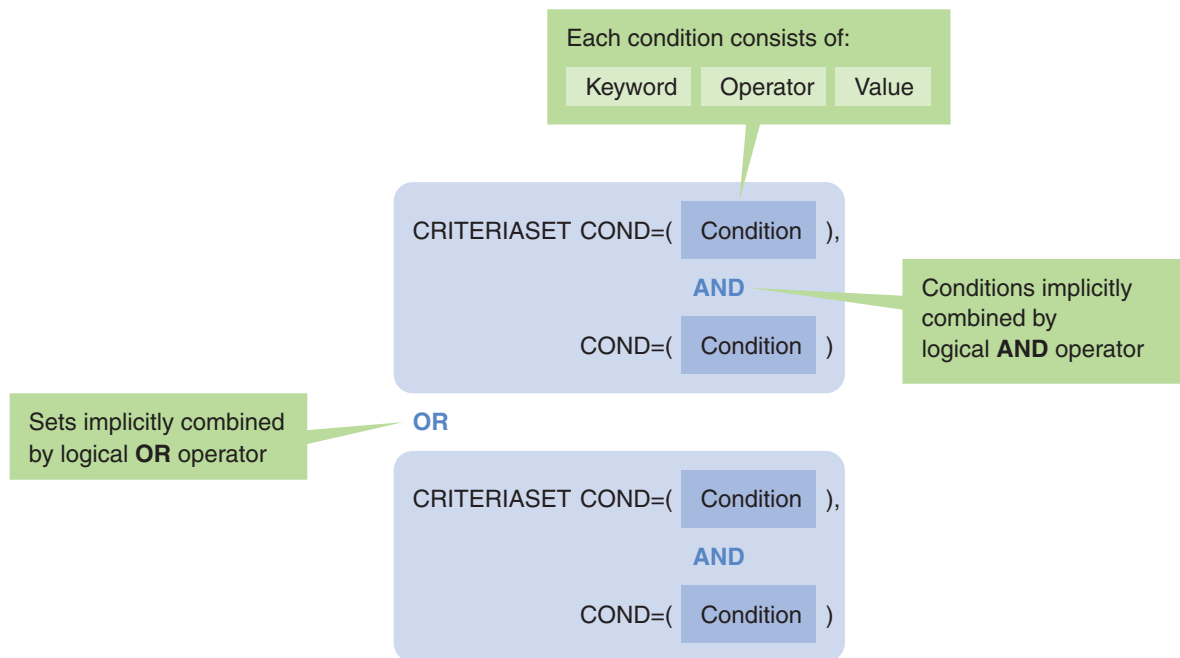 Each condition consists of:
Keyword Operator Value
CRITERIASET COND=( Condition ),
AND
Conditions implicitly
combined by
logical AND operator
COND=( Condition )
Sets implicitly combined
by logical OR operator
OR
CRITERIASET COND=( Condition ),
AND
COND=( Condition )